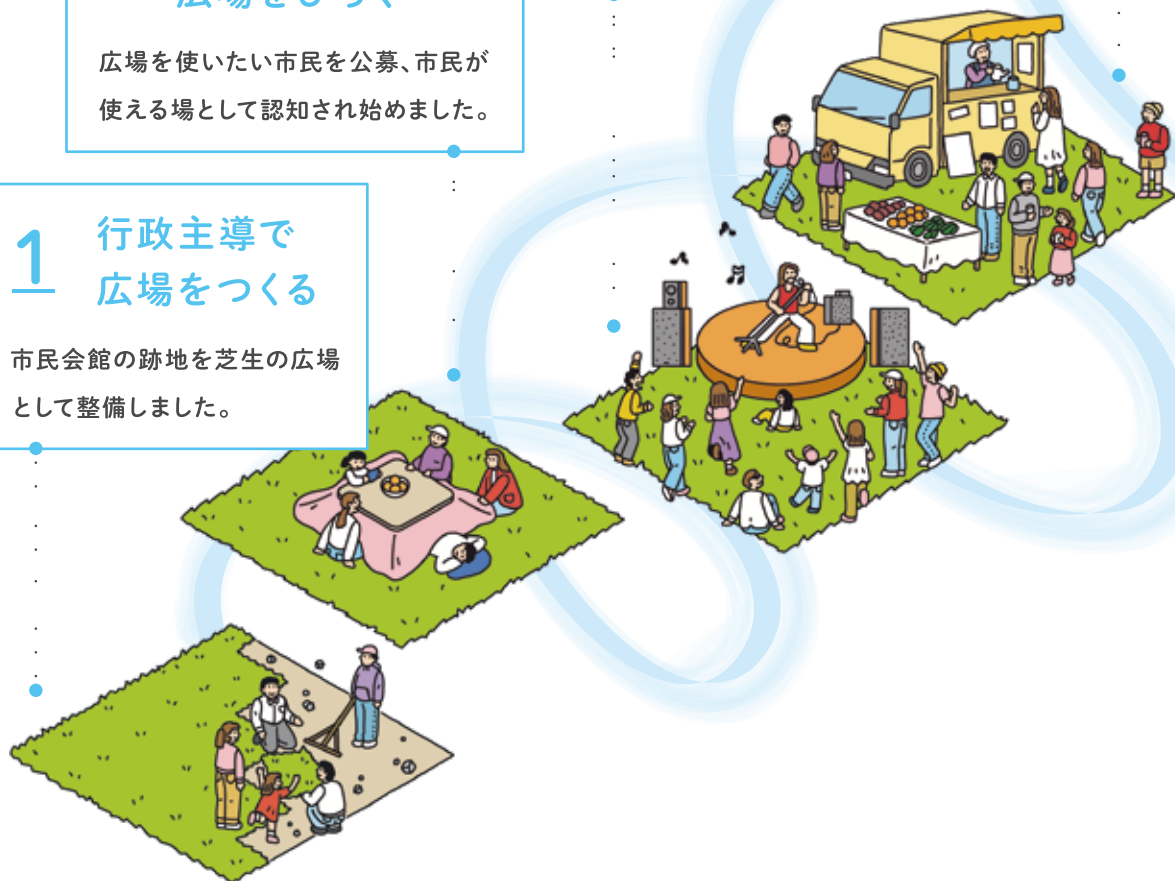 広場を使いたい市民を公募、市民が
使える場として認知され始めました。
1
行政主導で
広場をつくる
市民会館の跡地を芝生の広場
として整備しました。